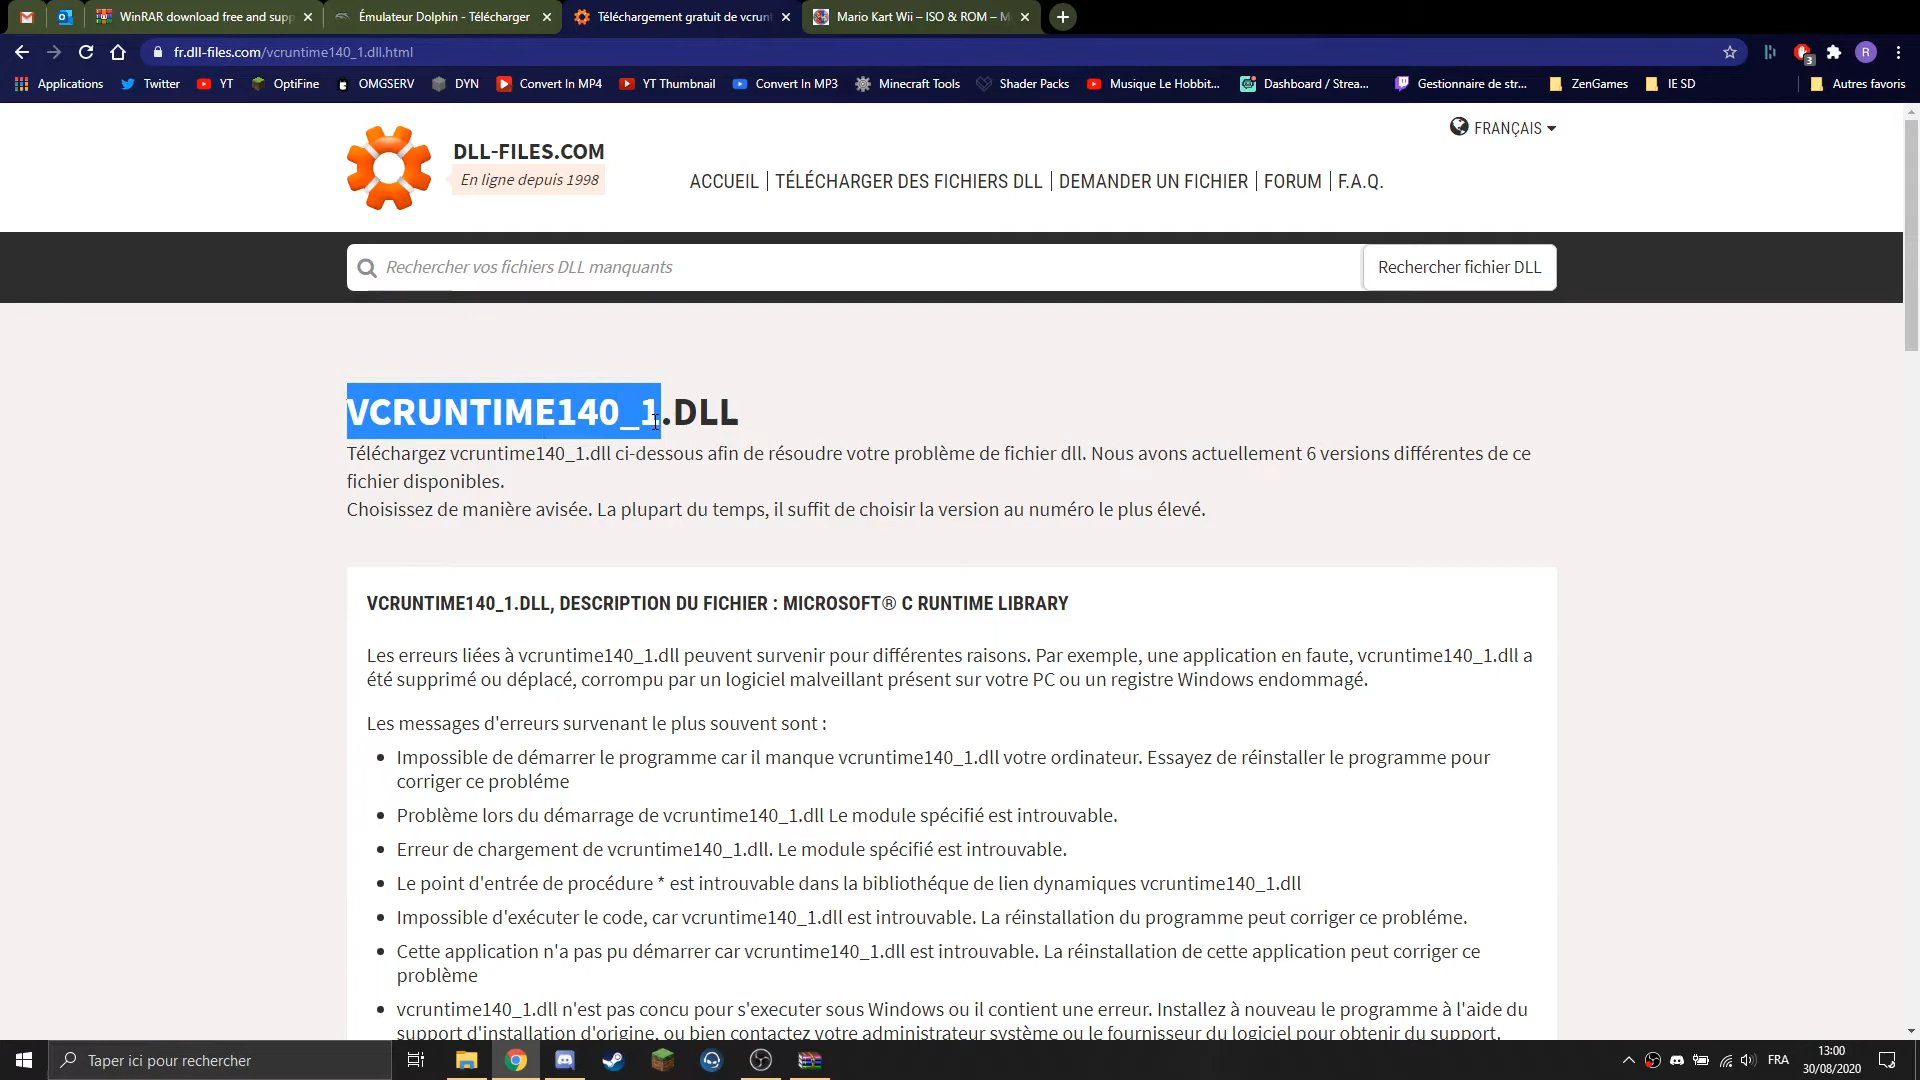 WinRAR download free and supp
Émulateur Dolphin - Télécharger
Téléchargement gratuit de vcrunt
Mario Kart Wii – ISO & ROM – M
fr.dll-files.com/vcruntime140_1.dll.html
R
3
Applications
Twitter
YT
OptiFine
OMGSERV
DYN
Convert In MP4
YT Thumbnail
Convert In MP3
Minecraft Tools
Shader Packs
Musique Le Hobbit...
Dashboard / Strea...
Gestionnaire de str...
ZenGames
IE SD
Autres favoris
FRANÇAIS
DLL-FILES.COM
En ligne depuis 1998
ACCUEIL | TÉLÉCHARGER DES FICHIERS DLL | DEMANDER UN FICHIER | FORUM | F.A.Q.
Rechercher vos fichiers DLL manquants
Rechercher fichier DLL
VCRUNTIME140_1.DLL
Téléchargez vcruntime140_1.dll ci-dessous afin de résoudre votre problème de fichier dll. Nous avons actuellement 6 versions différentes de ce
fichier disponibles.
Choisissez de manière avisée. La plupart du temps, il suffit de choisir la version au numéro le plus élevé.
VCRUNTIME140_1.DLL, DESCRIPTION DU FICHIER : MICROSOFT® C RUNTIME LIBRARY
Les erreurs liées à vcruntime140_1.dll peuvent survenir pour différentes raisons. Par exemple, une application en faute, vcruntime140_1.dll a
été supprimé ou déplacé, corrompu par un logiciel malveillant présent sur votre PC ou un registre Windows endommagé.
Les messages d'erreurs survenant le plus souvent sont :
Impossible de démarrer le programme car il manque vcruntime140_1.dll votre ordinateur. Essayez de réinstaller le programme pour
corriger ce probléme
Problème lors du démarrage de vcruntime140_1.dll Le module spécifié est introuvable.
Erreur de chargement de vcruntime140_1.dll. Le module spécifié est introuvable.
Le point d'entrée de procédure * est introuvable dans la bibliothéque de lien dynamiques vcruntime140_1.dll
Impossible d'exécuter le code, car vcruntime140_1.dll est introuvable. La réinstallation du programme peut corriger ce probléme.
Cette application n'a pas pu démarrer car vcruntime140_1.dll est introuvable. La réinstallation de cette application peut corriger ce
problème
vcruntime140_1.dll n'est pas concu pour s'executer sous Windows ou il contient une erreur. Installez à nouveau le programme à l'aide du
support d'installation d'origine, ou bien contactez votre administrateur système ou le fournisseur du logiciel pour obtenir du support.
Taper ici pour rechercher
FRA
13:00
30/08/2020